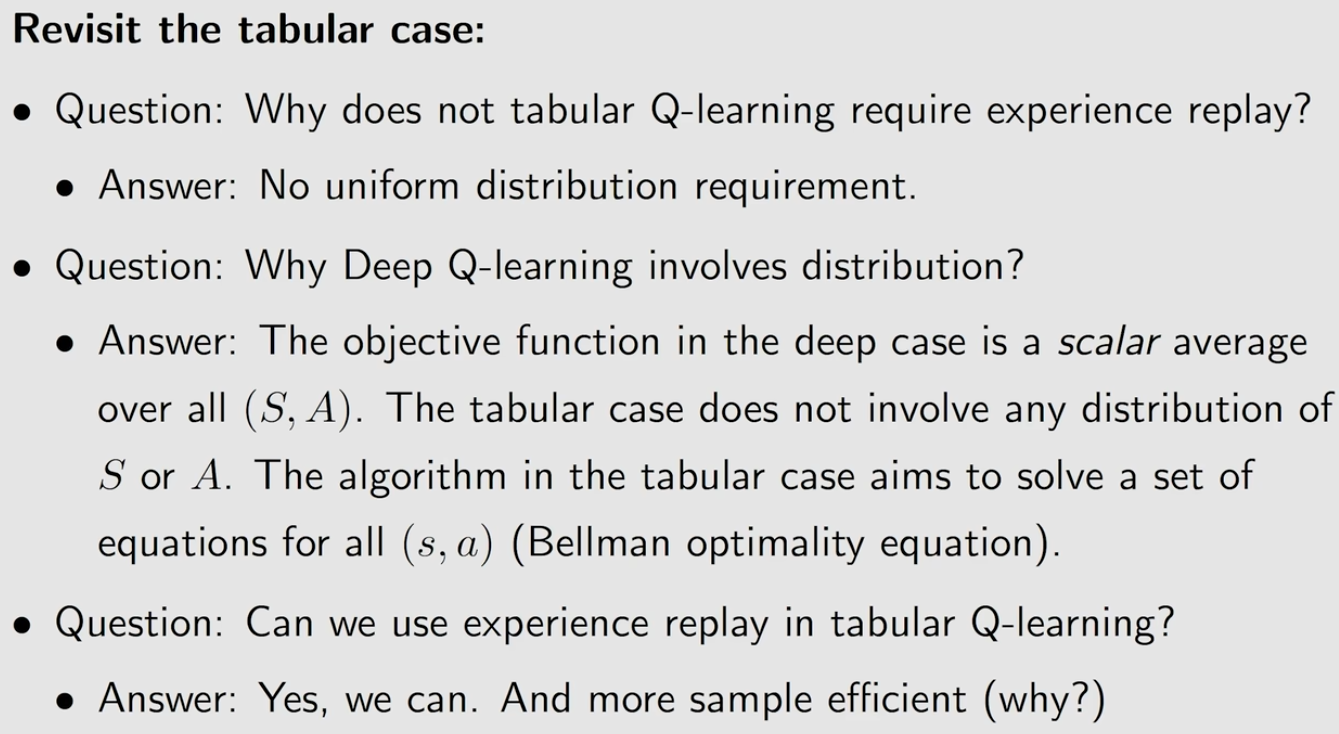 Revisit the tabular case:
• Question: Why does not tabular Q-learning require experience replay?
• Answer: No uniform distribution requirement.
• Question: Why Deep Q-learning involves distribution?
• Answer: The objective function in the deep case is a scalar average
over all (S, A). The tabular case does not involve any distribution of
S or A. The algorithm in the tabular case aims to solve a set of
equations for all (s, a) (Bellman optimality equation).
• Question: Can we use experience replay in tabular Q-learning?
• Answer: Yes, we can. And more sample efficient (why?)